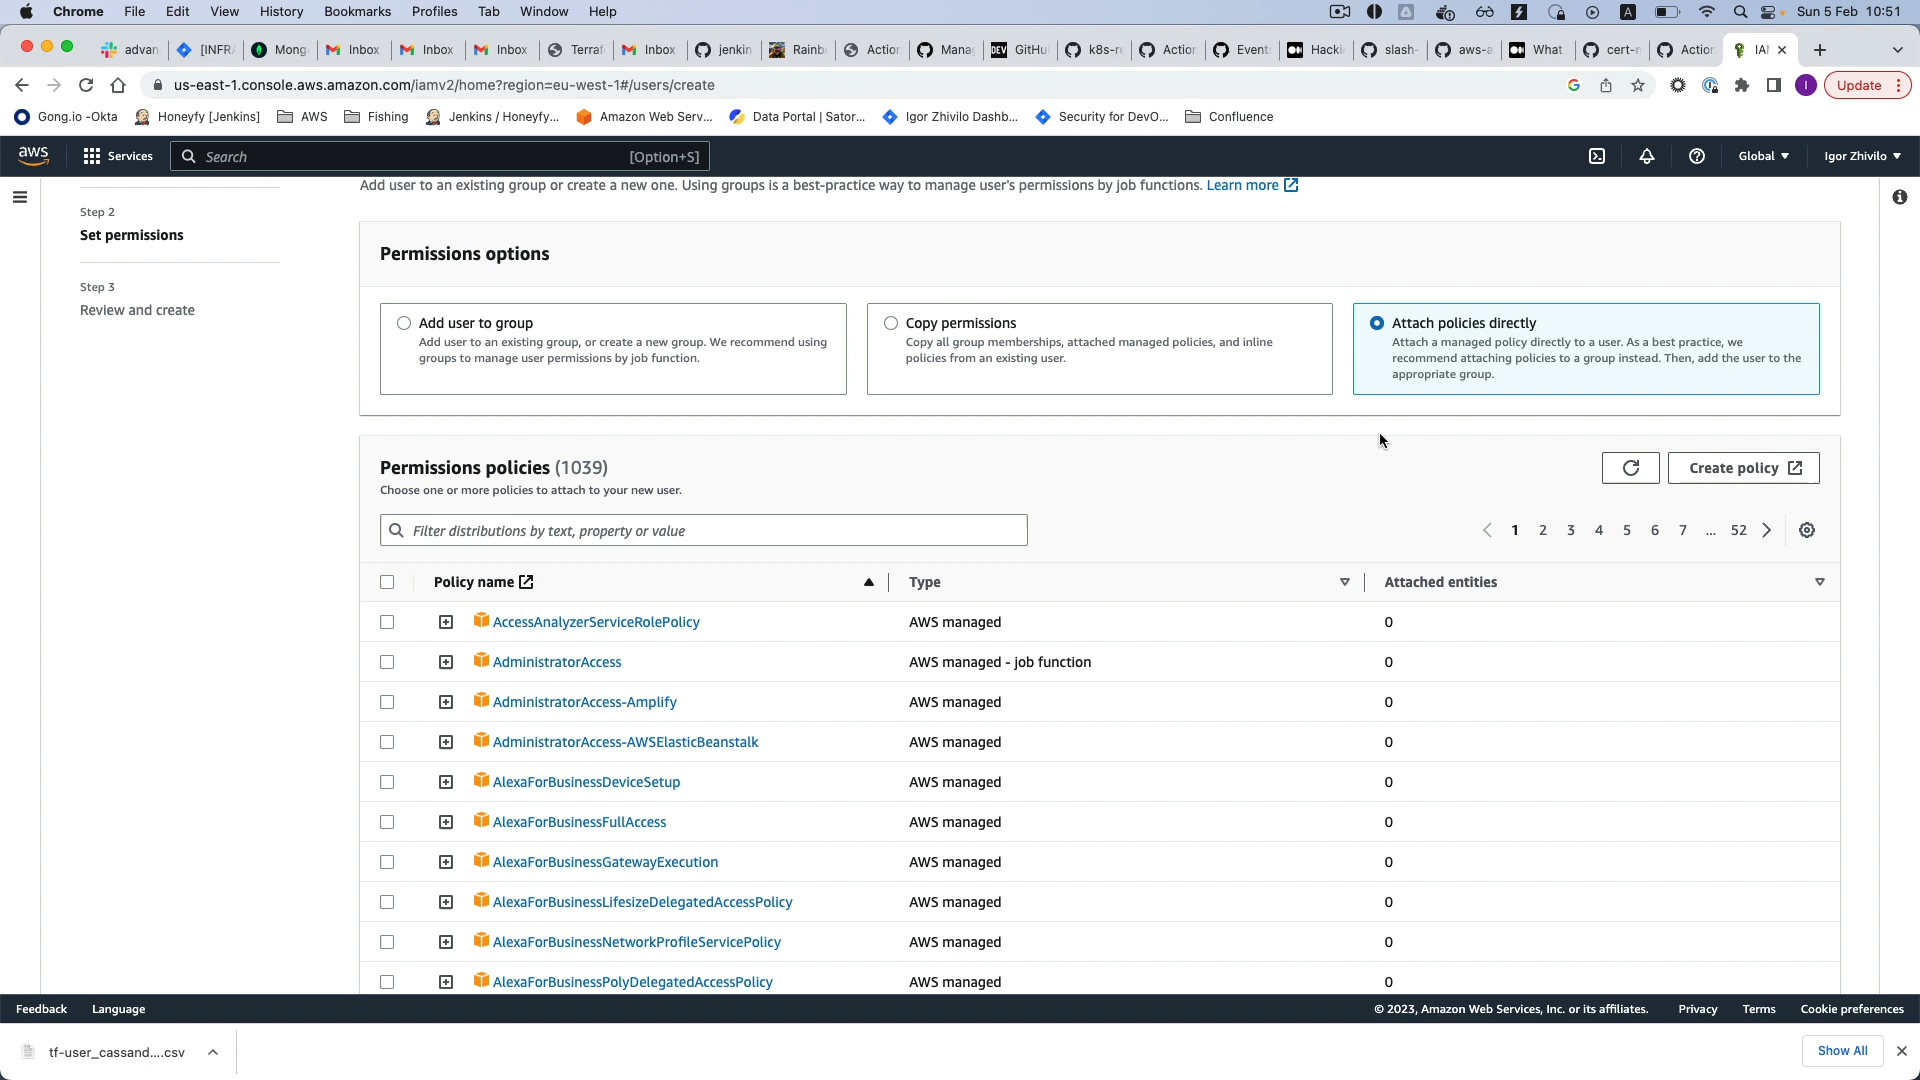 Chrome File Edit View History Bookmarks Profiles Tab Window Help A Sun 5 Feb 10:51
advan [INFR Mong Inbox Inbox Inbox Terraf Inbox jenkin Rainb Action Mana DEV GitHu k8s-r Action Event Hacki slash- aws-a What cert-n Action IA
us-east-1.console.aws.amazon.com/iamv2/home?region=eu-west-1#/users/create I Update
Gong.io -Okta Honeyfy [Jenkins] AWS Fishing Jenkins / Honeyfy... Amazon Web Serv... Data Portal | Sator... Igor Zhivilo Dashb... Security for DevO... Confluence
aws Services Search [Option+S] Global Igor Zhivilo
Add user to an existing group or create a new one. Using groups is a best-practice way to manage user's permissions by job functions. Learn more
Step 2
Set permissions
Step 3
Review and create
Permissions options
Add user to group
Add user to an existing group, or create a new group. We recommend using
groups to manage user permissions by job function.
Copy permissions
Copy all group memberships, attached managed policies, and inline
policies from an existing user.
Attach policies directly
Attach a managed policy directly to a user. As a best practice, we
recommend attaching policies to a group instead. Then, add the user to the
appropriate group.
Permissions policies (1039)
Choose one or more policies to attach to your new user.
Create policy
Filter distributions by text, property or value
1 2 3 4 5 6 7 ... 52
Policy name Type Attached entities
AccessAnalyzerServiceRolePolicy AWS managed 0
AdministratorAccess AWS managed - job function 0
AdministratorAccess-Amplify AWS managed 0
AdministratorAccess-AWSElasticBeanstalk AWS managed 0
AlexaForBusinessDeviceSetup AWS managed 0
AlexaForBusinessFullAccess AWS managed 0
AlexaForBusinessGatewayExecution AWS managed 0
AlexaForBusinessLifesizeDelegatedAccessPolicy AWS managed 0
AlexaForBusinessNetworkProfileServicePolicy AWS managed 0
AlexaForBusinessPolyDelegatedAccessPolicy AWS managed 0
Feedback Language © 2023, Amazon Web Services, Inc. or its affiliates. Privacy Terms Cookie preferences
tf-user_cassand....csv Show All